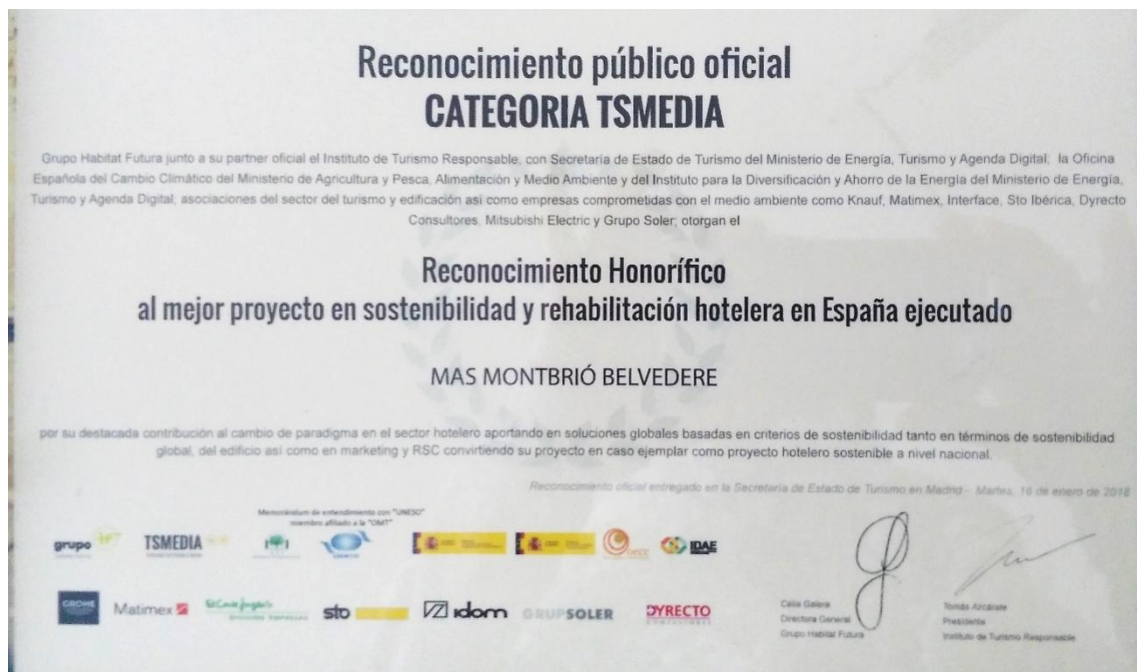 Reconocimiento público oficial
CATEGORIA TSMEDIA
Grupo Habitat Futura junto a su partner oficial el Instituto de Turismo Responsable, con Secretaria de Estado de Turismo del Ministerio de Energía, Turismo y Agenda Digital, la Oficina
Española del Cambio Climático del Ministerio de Agricultura y Pesca, Alimentación y Medio Ambiente y del Instituto para la Diversificación y Ahorro de la Energía del Ministerio de Energía,
Turismo y Agenda Digital, asociaciones del sector del turismo y edificación así como empresas comprometidas con el medio ambiente como Knauf, Matimex, Interface, Sto Ibérica, Dyrecto
Consultores, Mitsubishi Electric y Grupo Soler, otorgan el
Reconocimiento Honorífico
al mejor proyecto en sostenibilidad y rehabilitación hotelera en España ejecutado
MAS MONTBRIÓ BELVEDERE
por su destacada contribución al cambio de paradigma en el sector hotelero aportando en soluciones globales basadas en criterios de sostenibilidad tanto en términos de sostenibilidad
global, del edificio así como en marketing y RSC convirtiendo su proyecto en caso ejemplar como proyecto hotelero sostenible a nivel nacional.
Reconocimiento oficial entregado en la Secretaria de Estado de Turismo en Madrid - Martes, 16 de enero de 2018
Memorándum de entendimiento con "UNESO"
miembro afiliado a la "OMT"
grupo TSMEDIA oecc IDAE
GROHE Matimex El Corte Inglés sto idom GRUPSOLER DYRECTO
CONSULTORES
Celia Galera
Directora General
Grupo Habitat Futura
Tomás Azcárate
Presidente
Instituto de Turismo Responsable